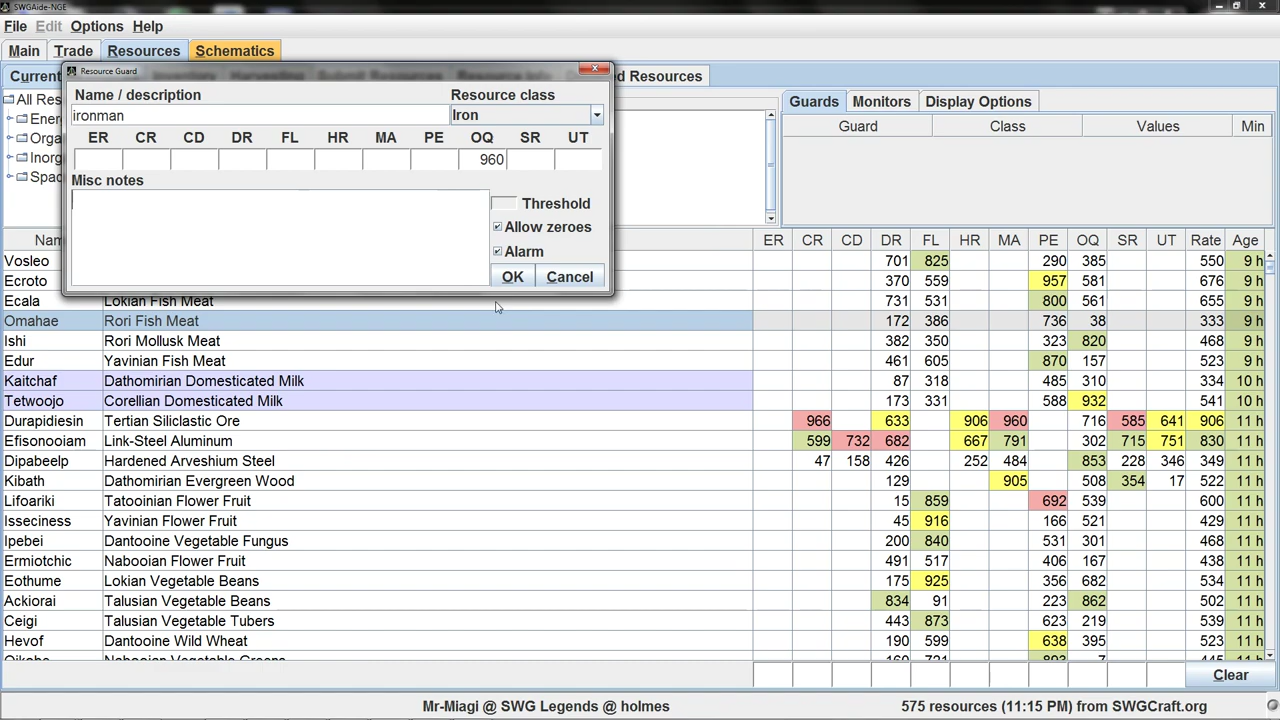 SWGAide-NGE
File Edit Options Help
Main Trade Resources Schematics
Current Resources
Resource Guard
Name / description Resource class
ironman Iron
ER CR CD DR FL HR MA PE OQ SR UT
960
Misc notes
Threshold
Allow zeroes
Alarm
OK Cancel
All Res
Ener
Orga
Inorg
Spac
Guards Monitors Display Options
Guard Class Values Min
Nam ER CR CD DR FL HR MA PE OQ SR UT Rate Age
Vosleo 701 825 290 385 550 9 h
Ecroto 370 559 957 581 676 9 h
Ecala Lokian Fish Meat 731 531 800 561 655 9 h
Omahae Rori Fish Meat 172 386 736 38 333 9 h
Ishi Rori Mollusk Meat 382 350 323 820 468 9 h
Edur Yavinian Fish Meat 461 605 870 157 523 9 h
Kaitchaf Dathomirian Domesticated Milk 87 318 485 310 334 10 h
Tetwoojo Corellian Domesticated Milk 173 331 588 932 541 10 h
Durapidiesin Tertian Siliclastic Ore 966 633 906 960 716 585 641 906 11 h
Efisonooiam Link-Steel Aluminum 599 732 682 667 791 302 715 751 830 11 h
Dipabeelp Hardened Arveshium Steel 47 158 426 252 484 853 228 346 349 11 h
Kibath Dathomirian Evergreen Wood 129 905 508 354 17 522 11 h
Lifoariki Tatooinian Flower Fruit 15 859 692 539 600 11 h
Isseciness Yavinian Flower Fruit 45 916 166 521 429 11 h
Ipebei Dantooine Vegetable Fungus 200 840 531 301 468 11 h
Ermiotchic Nabooian Flower Fruit 491 517 406 167 438 11 h
Eothume Lokian Vegetable Beans 175 925 356 682 534 11 h
Ackiorai Talusian Vegetable Beans 834 91 223 862 502 11 h
Ceigi Talusian Vegetable Tubers 443 873 623 219 539 11 h
Hevof Dantooine Wild Wheat 190 599 638 395 523 11 h
Clear
Mr-Miagi @ SWG Legends @ holmes 575 resources (11:15 PM) from SWGCraft.org